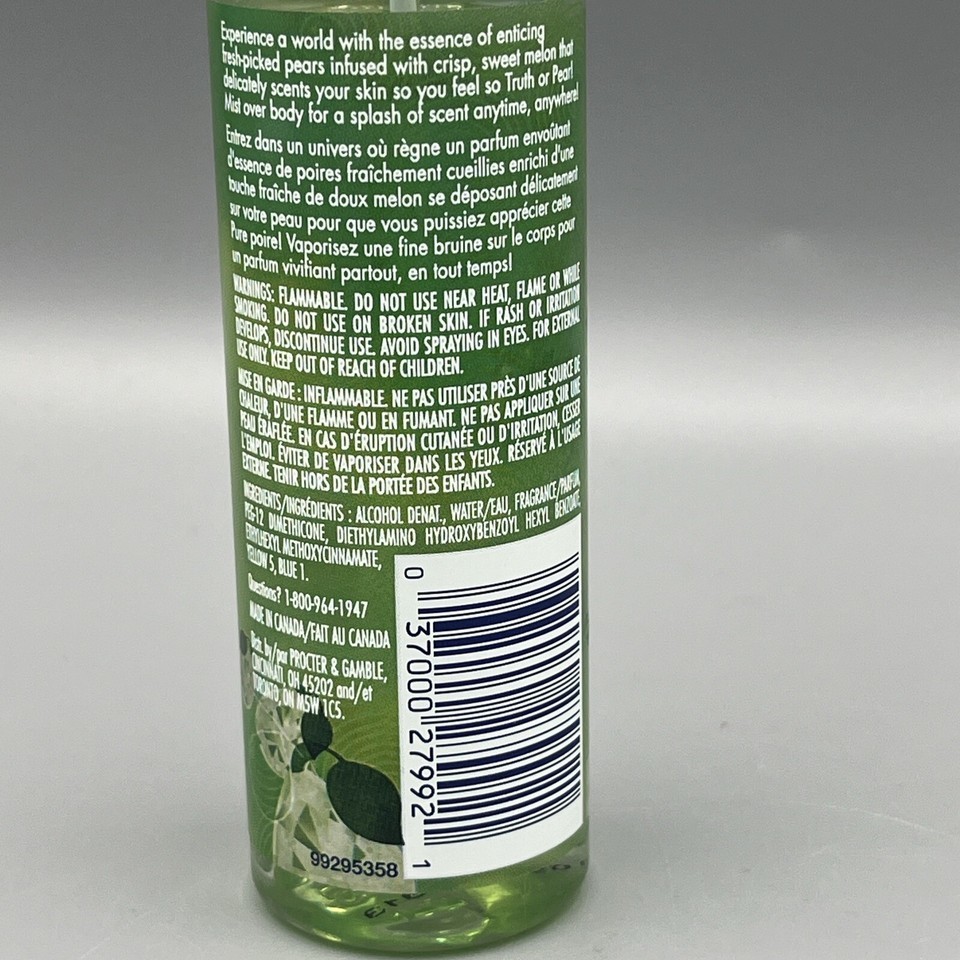 Experience a world with the essence of enticing
fresh-picked pears infused with crisp, sweet melon that
delicately scents your skin so you feel so Truth or Pear!
Mist over body for a splash of scent anytime, anywhere!
Entrez dans un univers où règne un parfum envoûtant
d'essence de poires fraîchement cueillies enrichi d'une
touche fraîche de doux melon se déposant délicatement
sur votre peau pour que vous puissiez apprécier cette
Pure poire! Vaporisez une fine bruine sur le corps pour
un parfum vivifiant partout, en tout temps!
WARNINGS: FLAMMABLE. DO NOT USE NEAR HEAT, FLAME OR WHILE
SMOKING. DO NOT USE ON BROKEN SKIN. IF RASH OR IRRITATION
DEVELOPS, DISCONTINUE USE. AVOID SPRAYING IN EYES. FOR EXTERNAL
USE ONLY. KEEP OUT OF REACH OF CHILDREN.
MISE EN GARDE : INFLAMMABLE. NE PAS UTILISER PRÈS D'UNE SOURCE DE
CHALEUR, D'UNE FLAMME OU EN FUMANT. NE PAS APPLIQUER SUR UNE
PEAU ÉRAFLÉE. EN CAS D'ÉRUPTION CUTANÉE OU D'IRRITATION, CESSER
L'EMPLOI. ÉVITER DE VAPORISER DANS LES YEUX. RÉSERVÉ À L'USAGE
EXTERNE. TENIR HORS DE LA PORTÉE DES ENFANTS.
INGREDIENTS/INGRÉDIENTS : ALCOHOL DENAT., WATER/EAU, FRAGRANCE/PARFUM,
PEG-12 DIMETHICONE, DIETHYLAMINO HYDROXYBENZOYL HEXYL BENZOATE,
ETHYLHEXYL METHOXYCINNAMATE,
YELLOW 5, BLUE 1.
Questions? 1-800-964-1947
MADE IN CANADA/FAIT AU CANADA
Distr. by/par PROCTER & GAMBLE,
CINCINNATI, OH 45202 and/et
TORONTO, ON M5W 1C5.
0 37000 27992 1
99295358